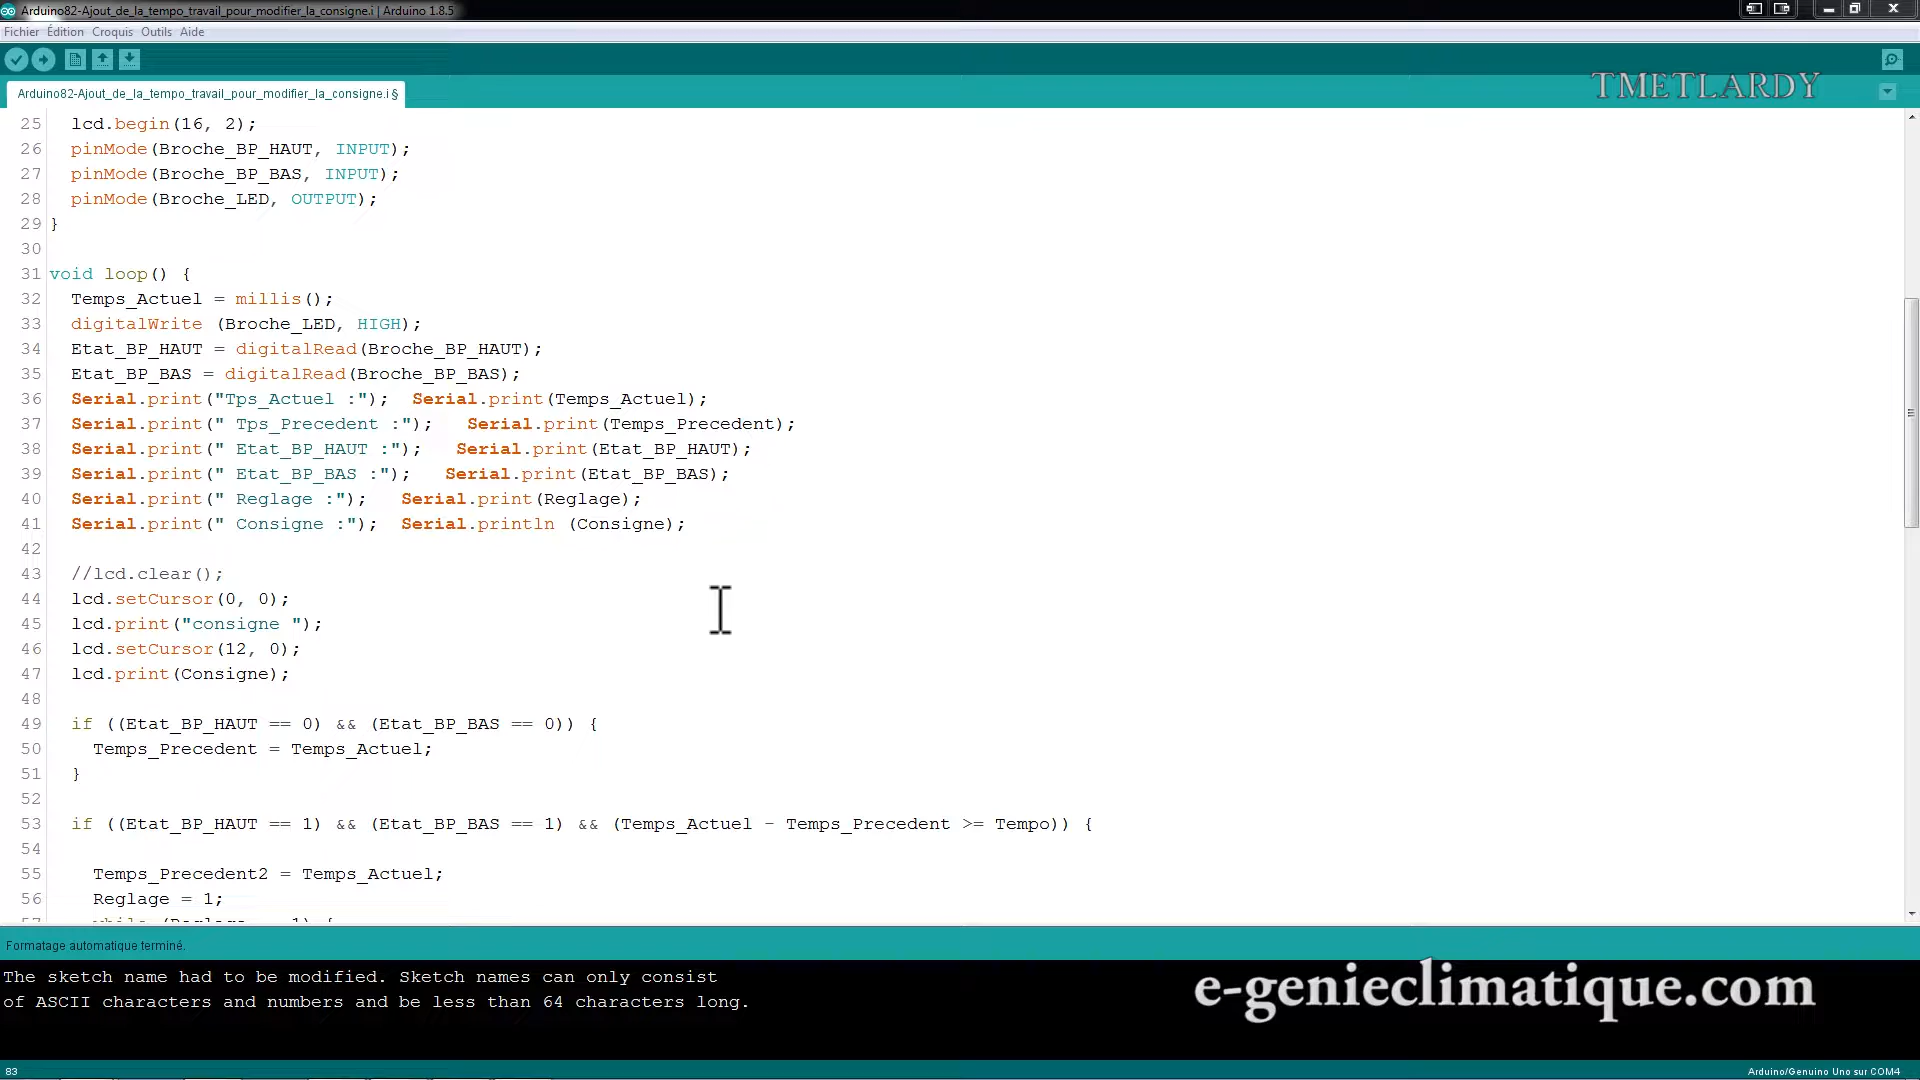 Arduino82-Ajout_de_la_tempo_travail_pour_modifier_la_consigne.i | Arduino 1.8.5
Fichier Édition Croquis Outils Aide
TMETLARDY
Arduino82-Ajout_de_la_tempo_travail_pour_modifier_la_consigne.i §
25 lcd.begin(16, 2);
26 pinMode(Broche_BP_HAUT, INPUT);
27 pinMode(Broche_BP_BAS, INPUT);
28 pinMode(Broche_LED, OUTPUT);
29 }
30
31 void loop() {
32 Temps_Actuel = millis();
33 digitalWrite (Broche_LED, HIGH);
34 Etat_BP_HAUT = digitalRead(Broche_BP_HAUT);
35 Etat_BP_BAS = digitalRead(Broche_BP_BAS);
36 Serial.print("Tps_Actuel :"); Serial.print(Temps_Actuel);
37 Serial.print(" Tps_Precedent :"); Serial.print(Temps_Precedent);
38 Serial.print(" Etat_BP_HAUT :"); Serial.print(Etat_BP_HAUT);
39 Serial.print(" Etat_BP_BAS :"); Serial.print(Etat_BP_BAS);
40 Serial.print(" Reglage :"); Serial.print(Reglage);
41 Serial.print(" Consigne :"); Serial.println (Consigne);
42
43 //lcd.clear();
44 lcd.setCursor(0, 0);
45 lcd.print("consigne ");
46 lcd.setCursor(12, 0);
47 lcd.print(Consigne);
48
49 if ((Etat_BP_HAUT == 0) && (Etat_BP_BAS == 0)) {
50 Temps_Precedent = Temps_Actuel;
51 }
52
53 if ((Etat_BP_HAUT == 1) && (Etat_BP_BAS == 1) && (Temps_Actuel - Temps_Precedent >= Tempo)) {
54
55 Temps_Precedent2 = Temps_Actuel;
56 Reglage = 1;
Formatage automatique terminé.
The sketch name had to be modified. Sketch names can only consist
of ASCII characters and numbers and be less than 64 characters long.
e-genieclimatique.com
83
Arduino/Genuino Uno sur COM4